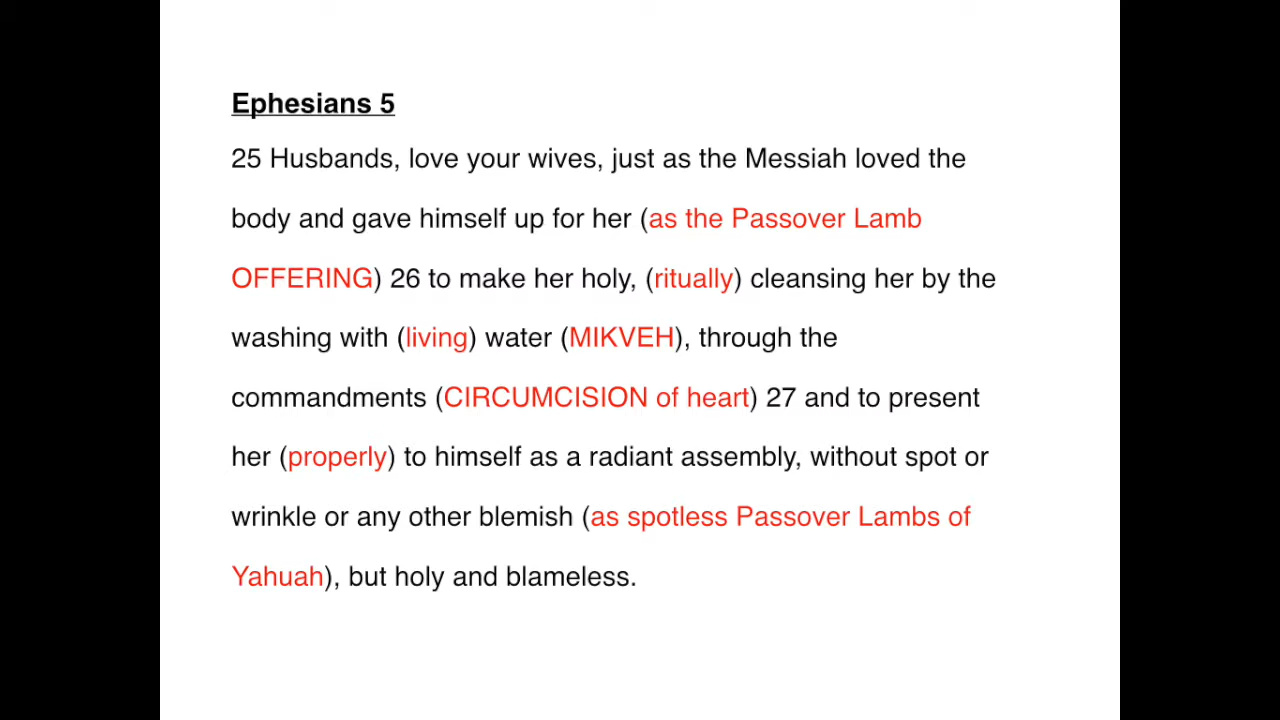 Ephesians 5
25 Husbands, love your wives, just as the Messiah loved the
body and gave himself up for her (as the Passover Lamb
OFFERING) 26 to make her holy, (ritually) cleansing her by the
washing with (living) water (MIKVEH), through the
commandments (CIRCUMCISION of heart) 27 and to present
her (properly) to himself as a radiant assembly, without spot or
wrinkle or any other blemish (as spotless Passover Lambs of
Yahuah), but holy and blameless.